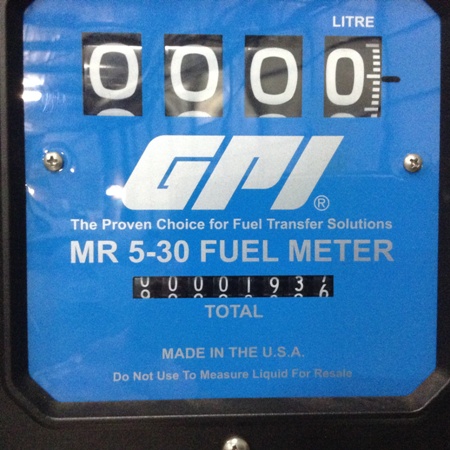 LITRE
0000
GPI®
The Proven Choice for Fuel Transfer Solutions
MR 5-30 FUEL METER
0000193
TOTAL
MADE IN THE U.S.A.
Do Not Use To Measure Liquid For Resale